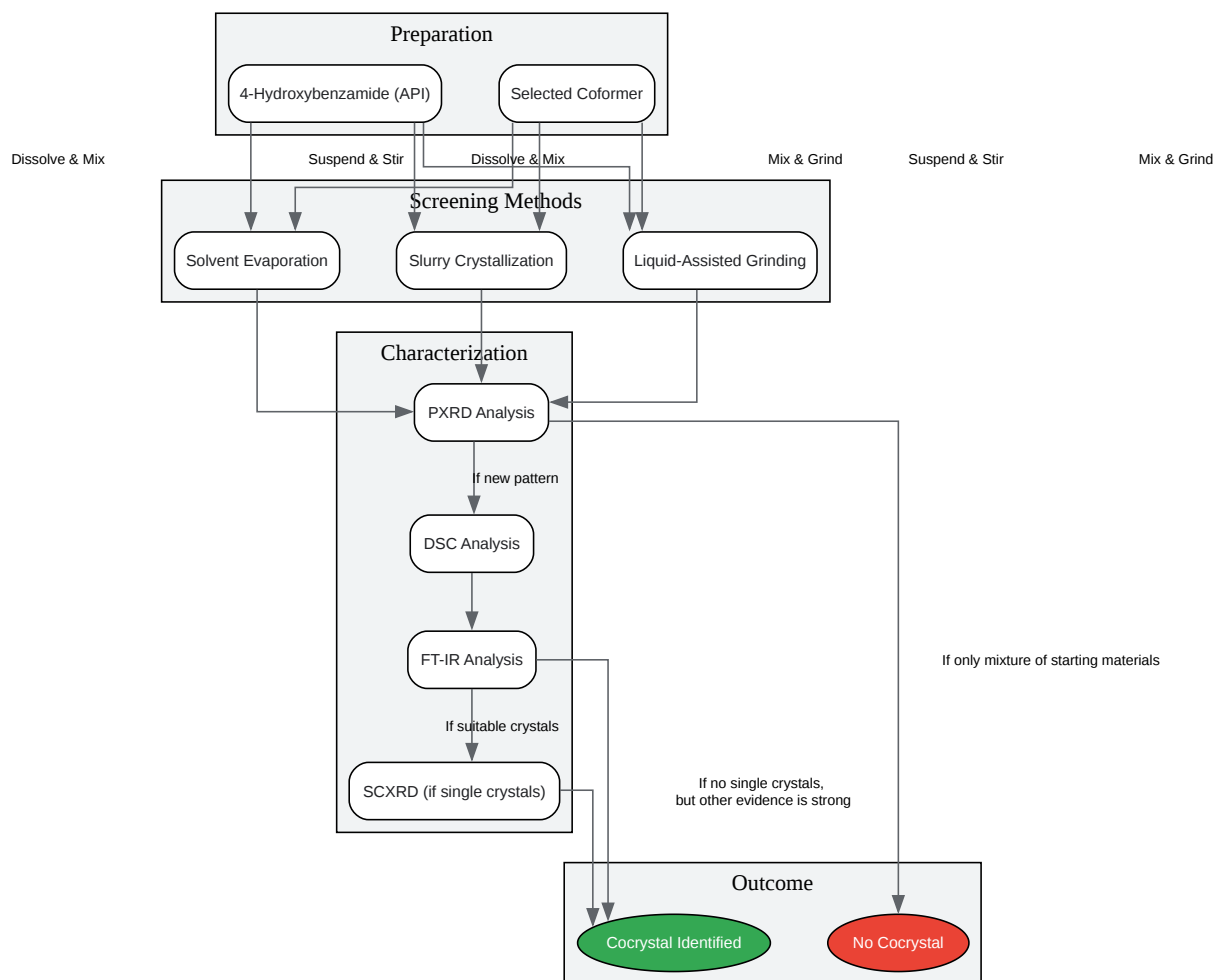 Preparation
4-Hydroxybenzamide (API)
Selected Coformer
Dissolve & Mix
Suspend & Stir
Dissolve & Mix
Mix & Grind
Suspend & Stir
Mix & Grind
Screening Methods
Solvent Evaporation
Slurry Crystallization
Liquid-Assisted Grinding
Characterization
PXRD Analysis
If new pattern
DSC Analysis
FT-IR Analysis
If only mixture of starting materials
If suitable crystals
SCXRD (if single crystals)
If no single crystals,
but other evidence is strong
Outcome
Cocrystal Identified
No Cocrystal